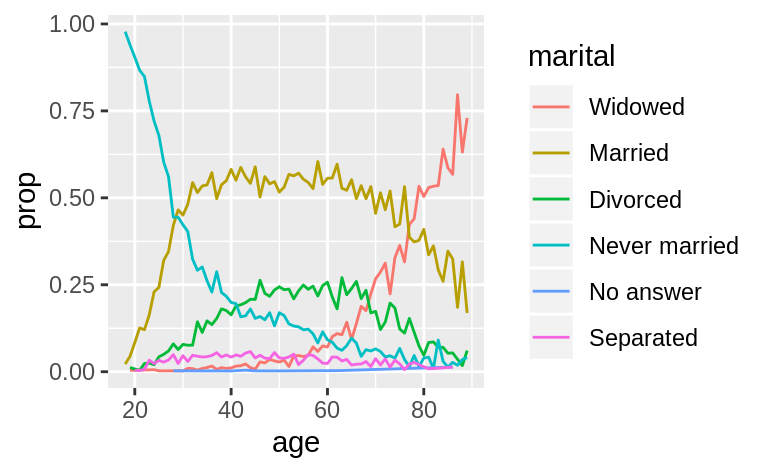 1.00
0.75
0.50
0.25
0.00
prop
20 40 60 80
age
marital
Widowed
Married
Divorced
Never married
No answer
Separated